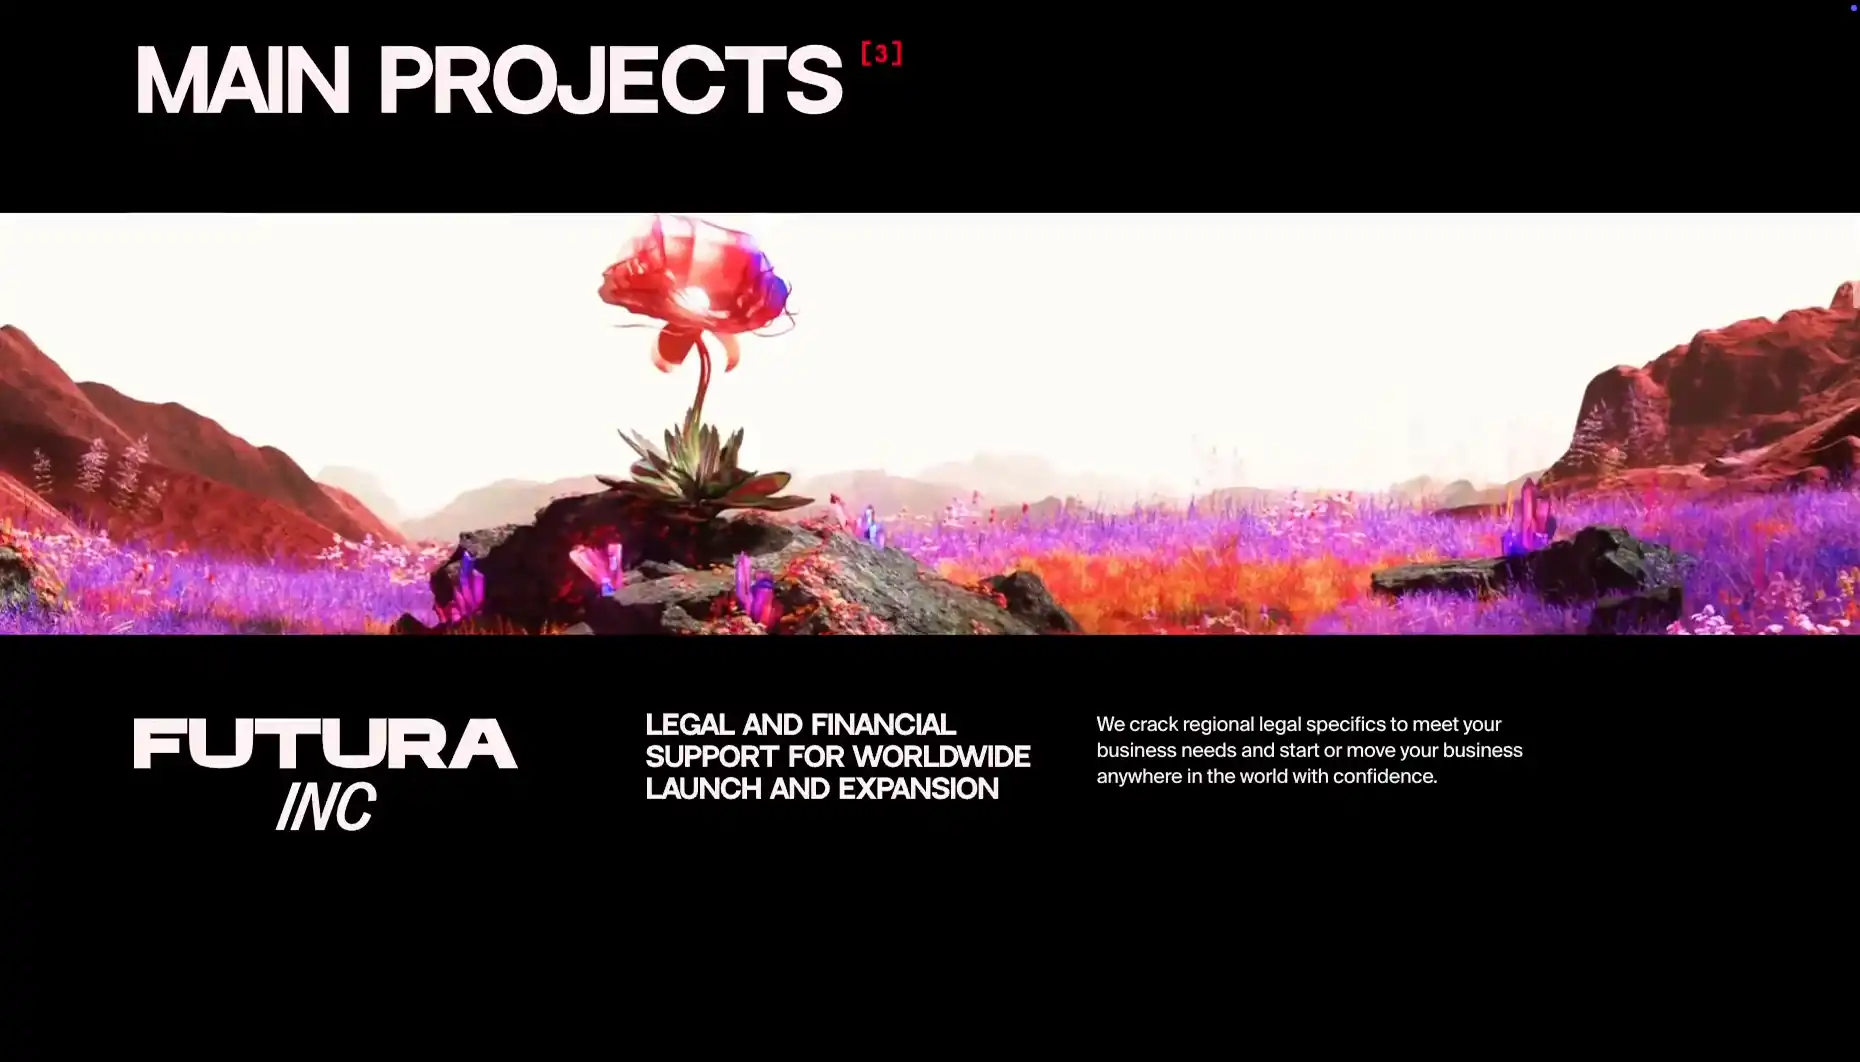 MAIN PROJECTS [3]
FUTURA
INC
LEGAL AND FINANCIAL
SUPPORT FOR WORLDWIDE
LAUNCH AND EXPANSION
We crack regional legal specifics to meet your
business needs and start or move your business
anywhere in the world with confidence.